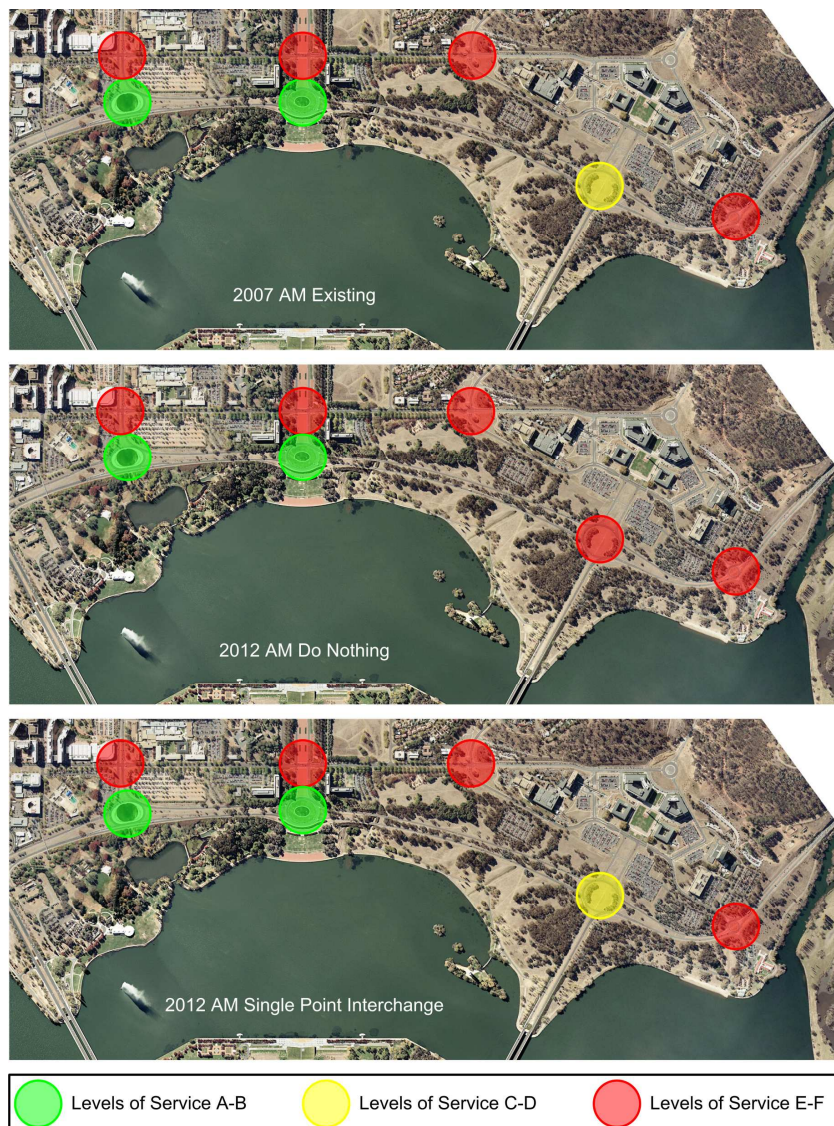 2007 AM Existing
2012 AM Do Nothing
2012 AM Single Point Interchange
Levels of Service A-B
Levels of Service C-D
Levels of Service E-F